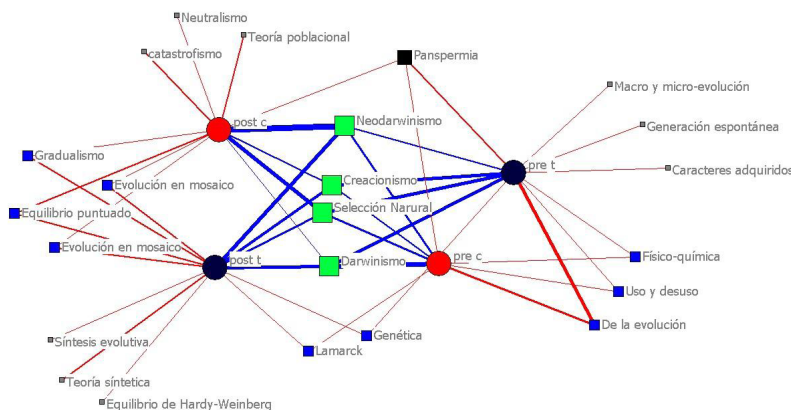 Neutralismo
Teoría poblacional
catastrofismo
Panspermia
Macro y micro-evolución
post c
Neodarwinismo
Generación espontánea
Gradualismo
pre t
Caracteres adquiridos
Evolución en mosaico
Creacionismo
Selección Narural
Equilibrio puntuado
Evolución en mosaico
post t
Darwinismo
pre c
Físico-química
Uso y desuso
De la evolución
Síntesis evolutiva
Genética
Lamarck
Teoría síntetica
Equilibrio de Hardy-Weinberg